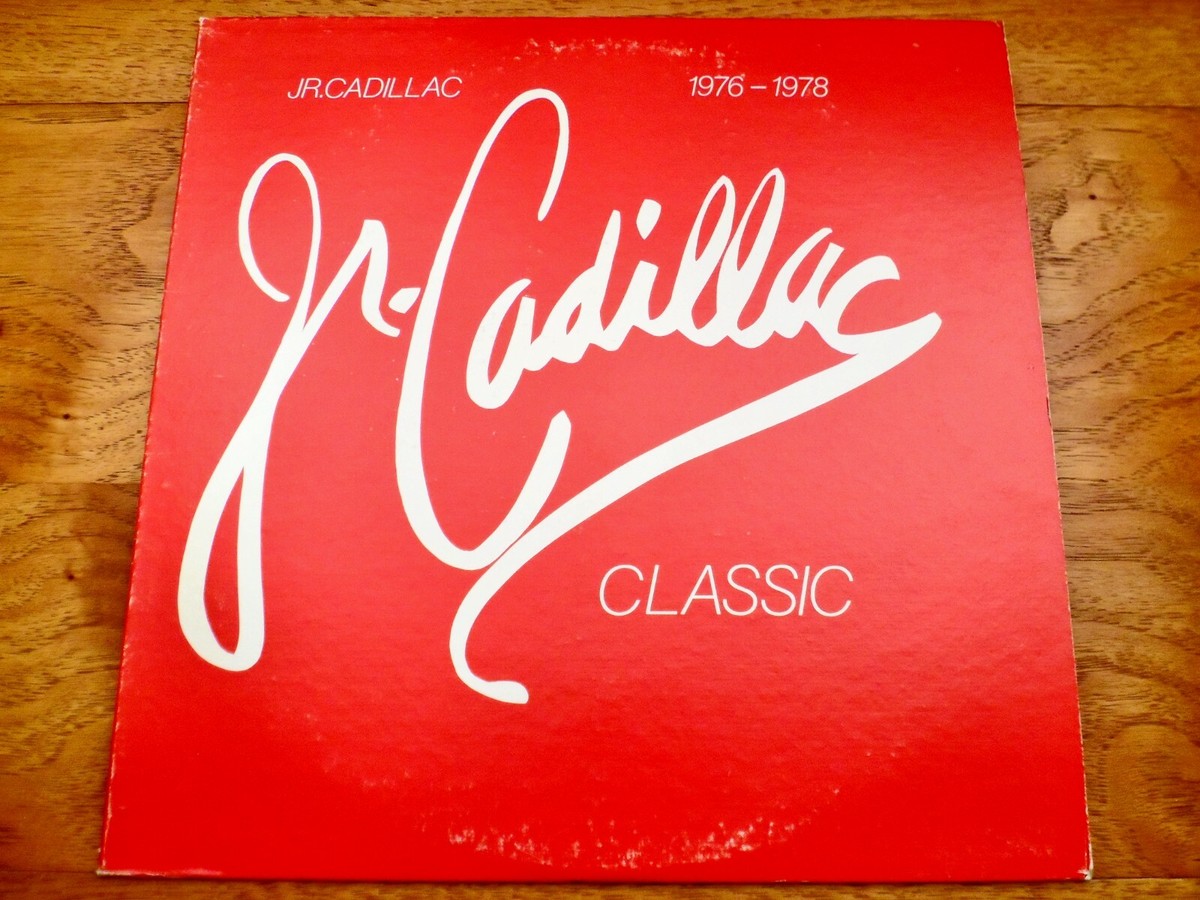 JR.CADILLAC 1976 – 1978
Jr. Cadillac
CLASSIC